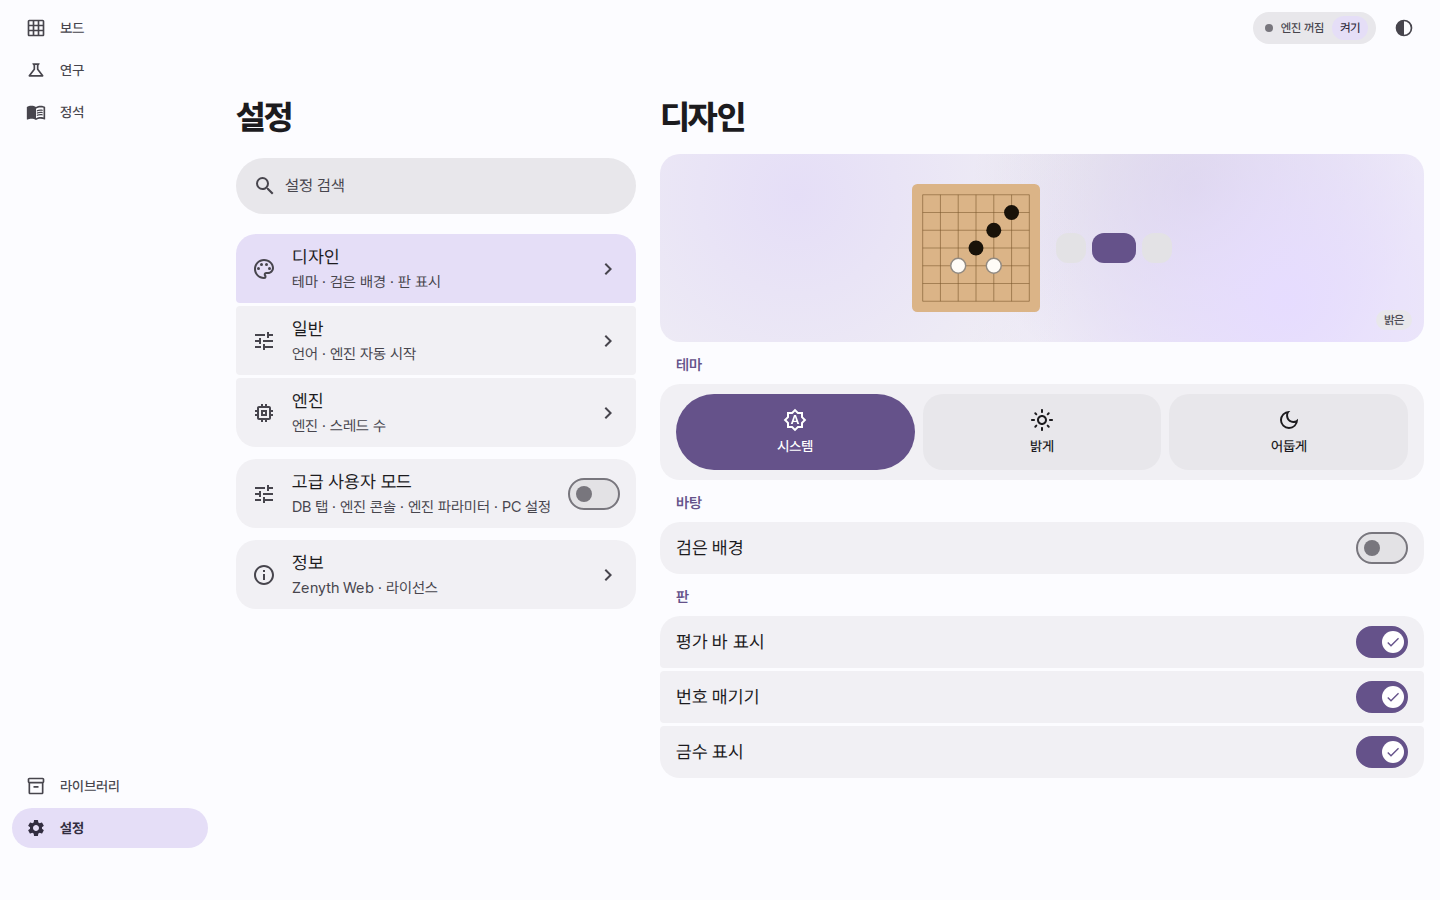 보드
연구
정석
라이브러리
설정
엔진 꺼짐 켜기
설정
설정 검색
디자인
테마 · 검은 배경 · 판 표시
일반
언어 · 엔진 자동 시작
엔진
엔진 · 스레드 수
고급 사용자 모드
DB 탭 · 엔진 콘솔 · 엔진 파라미터 · PC 설정
정보
Zenyth Web · 라이선스
디자인
밝은
테마
A
시스템
밝게
어둡게
바탕
검은 배경
판
평가 바 표시
번호 매기기
금수 표시